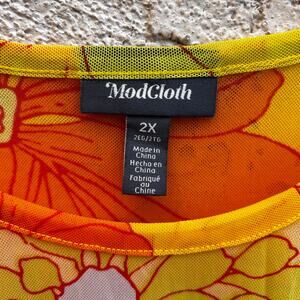 ModCloth
2X
2EG/2TG
Made in
China
Hecho en
China
Fabriqué
au
Chine